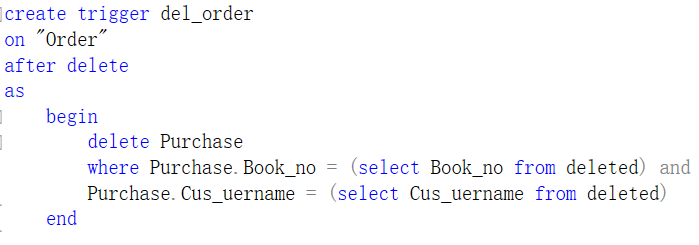 create trigger del_order
on "Order"
after delete
as
begin
delete Purchase
where Purchase.Book_no = (select Book_no from deleted) and
Purchase.Cus_uername = (select Cus_uername from deleted)
end